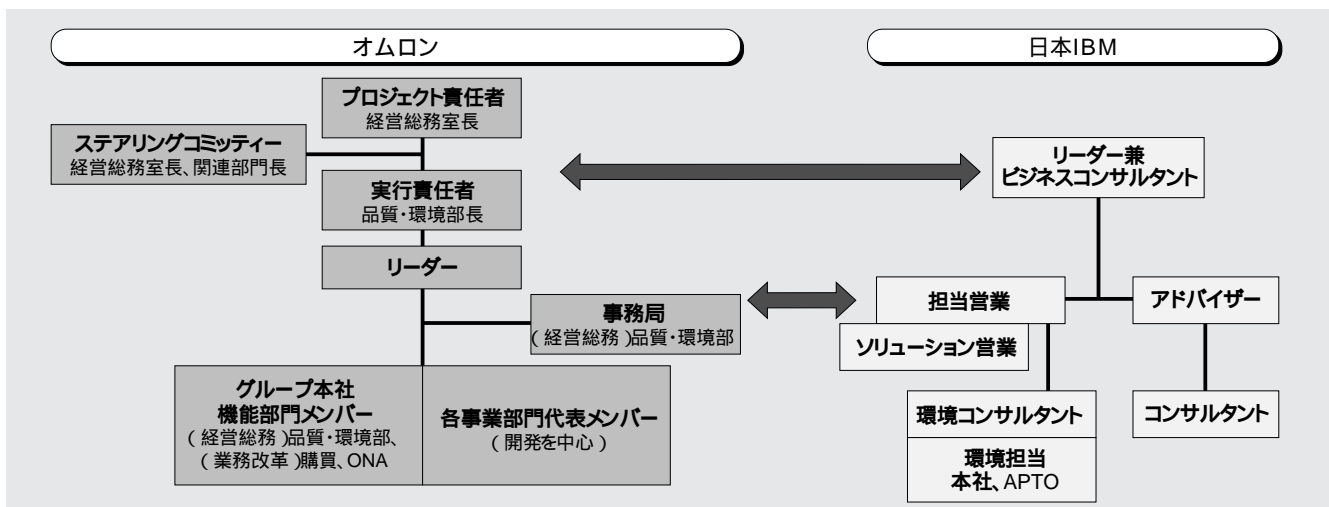 オムロン
日本IBM
プロジェクト責任者
経営総務室長
ステアリングコミッティー
経営総務室長、関連部門長
実行責任者
品質・環境部長
リーダー
事務局
(経営総務)品質・環境部
グループ本社
機能部門メンバー
(経営総務)品質・環境部、
(業務改革)購買、ONA
各事業部門代表メンバー
(開発を中心)
リーダー兼
ビジネスコンサルタント
担当営業
ソリューション営業
アドバイザー
環境コンサルタント
環境担当
本社、APTO
コンサルタント